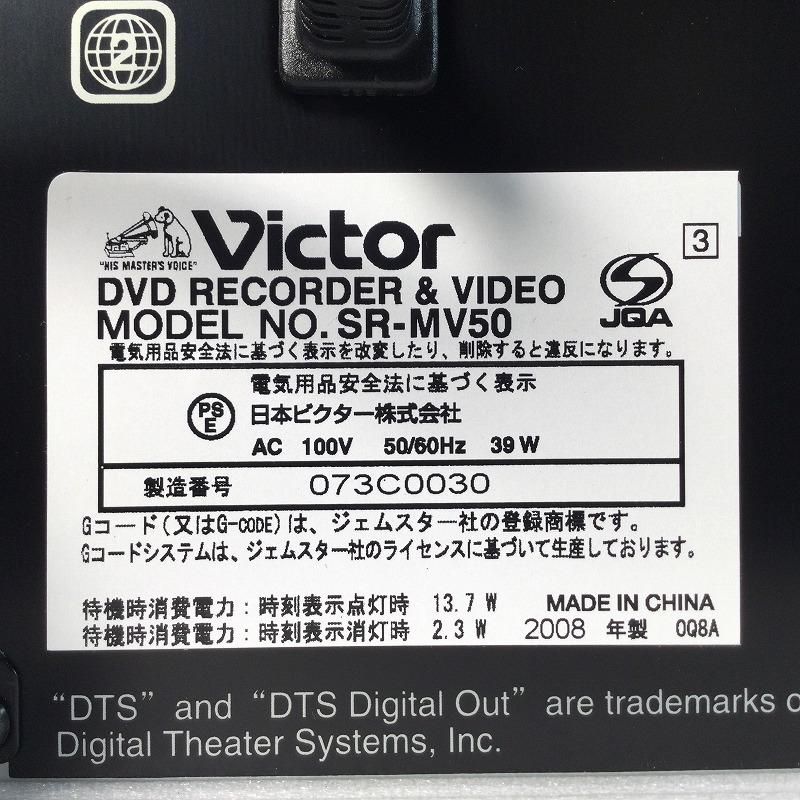 2
"HIS MASTER'S VOICE"
Victor
3
DVD RECORDER & VIDEO
MODEL NO. SR-MV50
JQA
電気用品安全法に基づく表示を改変したり、削除すると違反になります。
電気用品安全法に基づく表示
PS
E
日本ビクター株式会社
AC 100V 50/60Hz 39 W
製造番号 073C0030
Gコード(又はG-CODE)は、ジェムスター社の登録商標です。
Gコードシステムは、ジェムスター社のライセンスに基づいて生産しております。
待機時消費電力:時刻表示点灯時 13.7 W MADE IN CHINA
待機時消費電力:時刻表示消灯時 2.3 W 2008 年製 0Q8A
"DTS" and "DTS Digital Out" are trademarks o
Digital Theater Systems, Inc.